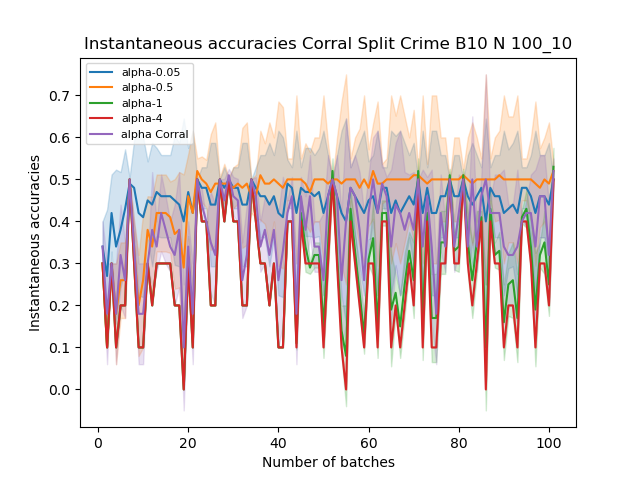 Instantaneous accuracies Corral Split Crime B10 N 100_10
alpha-0.05
alpha-0.5
alpha-1
alpha-4
alpha Corral
Instantaneous accuracies
0.7
0.6
0.5
0.4
0.3
0.2
0.1
0.0
0 20 40 60 80 100
Number of batches